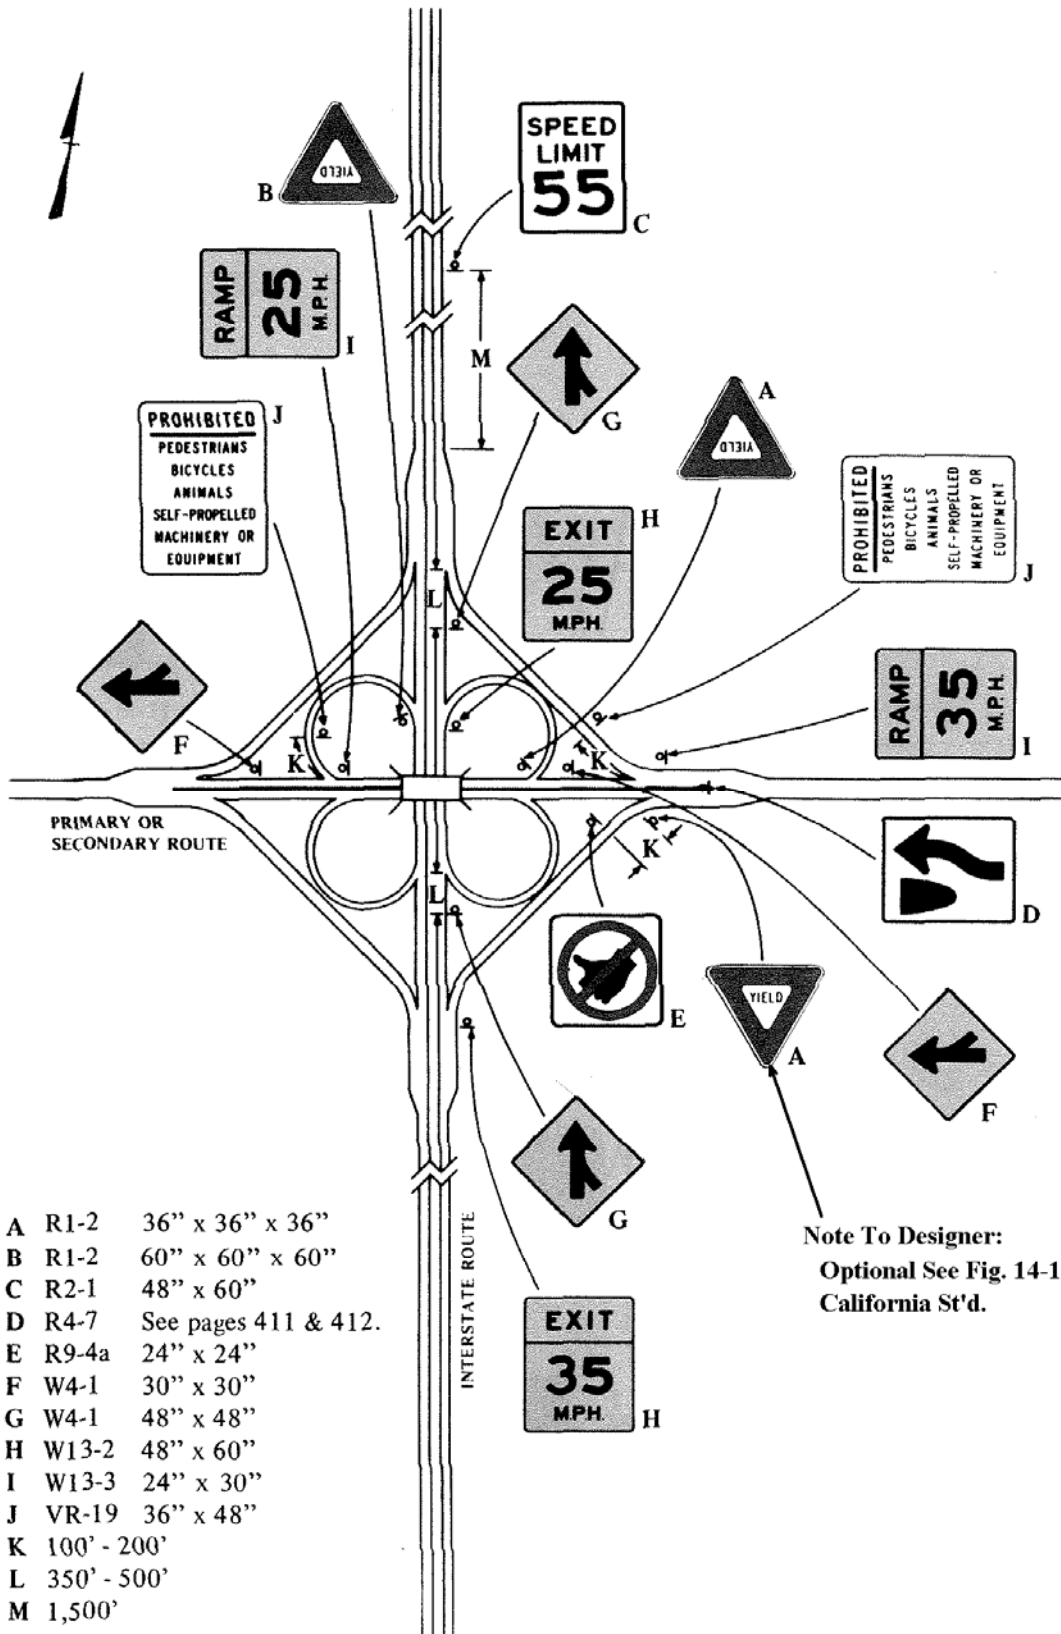 SPEED
LIMIT
55
C
YIELD
B
RAMP
25
M.P.H.
I
M
G
A
YIELD
PROHIBITED
PEDESTRIANS
BICYCLES
ANIMALS
SELF-PROPELLED
MACHINERY OR
EQUIPMENT
J
PROHIBITED
PEDESTRIANS
BICYCLES
ANIMALS
SELF-PROPELLED
MACHINERY OR
EQUIPMENT
J
EXIT
25
M.P.H.
H
L
RAMP
35
M.P.H.
I
F
K
K
PRIMARY OR
SECONDARY ROUTE
K
L
D
E
YIELD
A
F
G
Note To Designer:
Optional See Fig. 14-1
California St'd.
INTERSTATE ROUTE
EXIT
35
M.P.H.
H
A R1-2 36” x 36” x 36”
B R1-2 60” x 60” x 60”
C R2-1 48” x 60”
D R4-7 See pages 411 & 412.
E R9-4a 24” x 24”
F W4-1 30” x 30”
G W4-1 48” x 48”
H W13-2 48” x 60”
I W13-3 24” x 30”
J VR-19 36” x 48”
K 100’ - 200’
L 350’ - 500’
M 1,500’